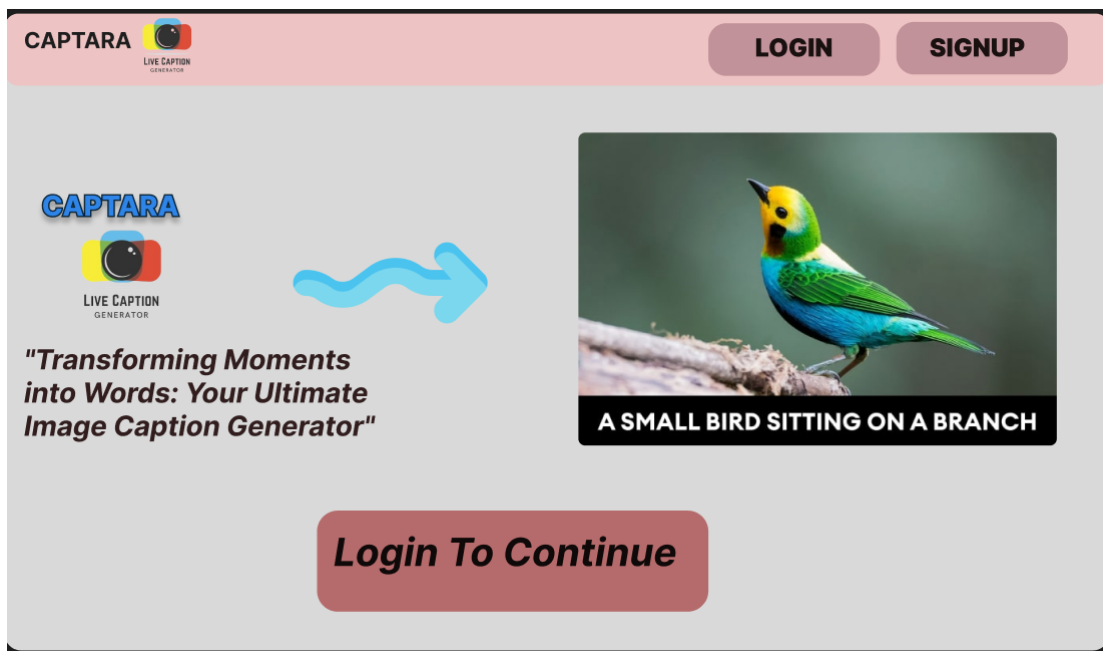 CAPTARA
LIVE CAPTION
GENERATOR
LOGIN
SIGNUP
CAPTARA
LIVE CAPTION
GENERATOR
"Transforming Moments
into Words: Your Ultimate
Image Caption Generator"
A SMALL BIRD SITTING ON A BRANCH
Login To Continue